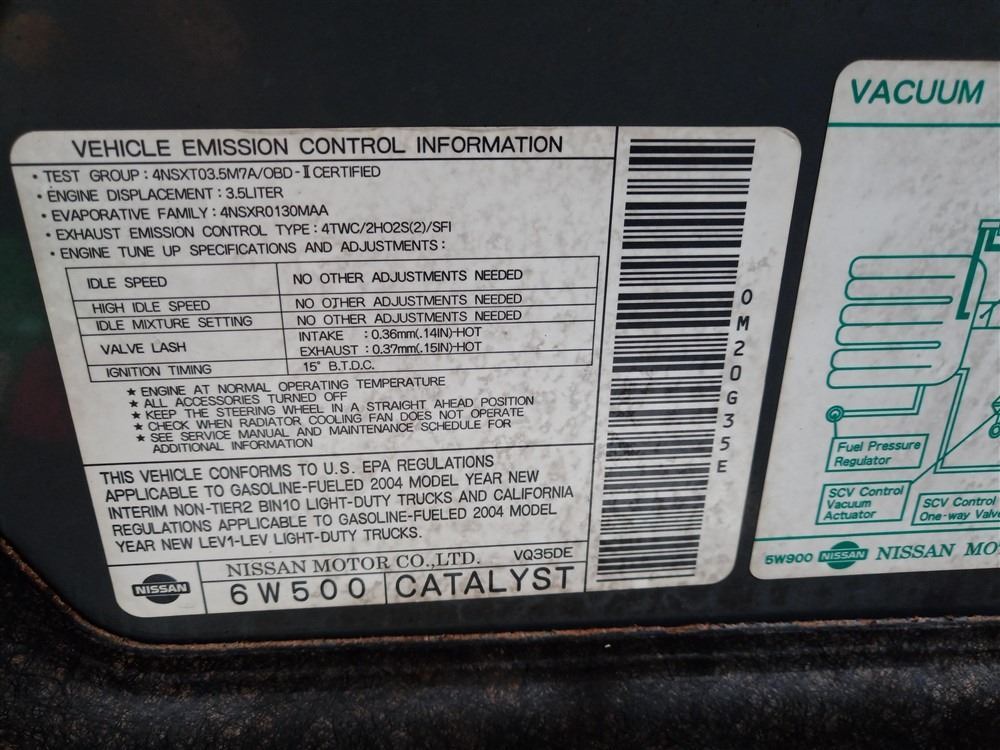 VEHICLE EMISSION CONTROL INFORMATION
• TEST GROUP : 4NSXT03.5M7A/OBD-II CERTIFIED
• ENGINE DISPLACEMENT : 3.5LITER
• EVAPORATIVE FAMILY : 4NSXR0130MAA
• EXHAUST EMISSION CONTROL TYPE : 4TWC/2HO2S(2)/SFI
• ENGINE TUNE UP SPECIFICATIONS AND ADJUSTMENTS :
IDLE SPEED NO OTHER ADJUSTMENTS NEEDED
HIGH IDLE SPEED NO OTHER ADJUSTMENTS NEEDED
IDLE MIXTURE SETTING NO OTHER ADJUSTMENTS NEEDED
VALVE LASH INTAKE : 0.36mm(.14IN)-HOT
EXHAUST : 0.37mm(.15IN)-HOT
IGNITION TIMING 15° B.T.D.C.
★ ENGINE AT NORMAL OPERATING TEMPERATURE
★ ALL ACCESSORIES TURNED OFF
★ KEEP THE STEERING WHEEL IN A STRAIGHT AHEAD POSITION
★ CHECK WHEN RADIATOR COOLING FAN DOES NOT OPERATE
★ SEE SERVICE MANUAL AND MAINTENANCE SCHEDULE FOR
ADDITIONAL INFORMATION
THIS VEHICLE CONFORMS TO U.S. EPA REGULATIONS
APPLICABLE TO GASOLINE-FUELED 2004 MODEL YEAR NEW
INTERIM NON-TIER2 BIN10 LIGHT-DUTY TRUCKS AND CALIFORNIA
REGULATIONS APPLICABLE TO GASOLINE-FUELED 2004 MODEL
YEAR NEW LEV1-LEV LIGHT-DUTY TRUCKS.
NISSAN
NISSAN MOTOR CO.,LTD. VQ35DE
6W500 CATALYST
0M20G35E
VACUUM
Fuel Pressure
Regulator
SCV Control
Vacuum
Actuator
SCV Control
One-way Valve
5W900 NISSAN NISSAN MO